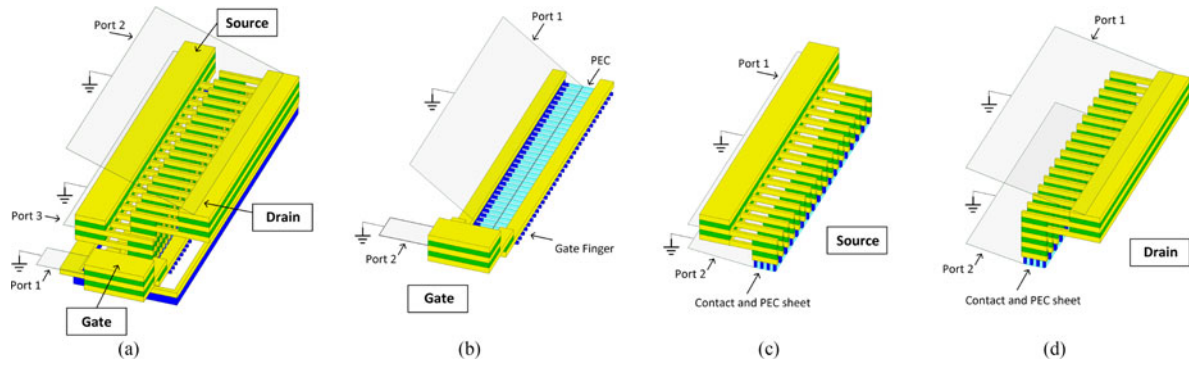 Port 2
Source
Port 3
Port 1
Drain
Gate
(a)
Port 1
PEC
Gate Finger
Port 2
Gate
(b)
Port 1
Source
Port 2
Contact and PEC sheet
(c)
Port 1
Port 2
Drain
Contact and PEC sheet
(d)